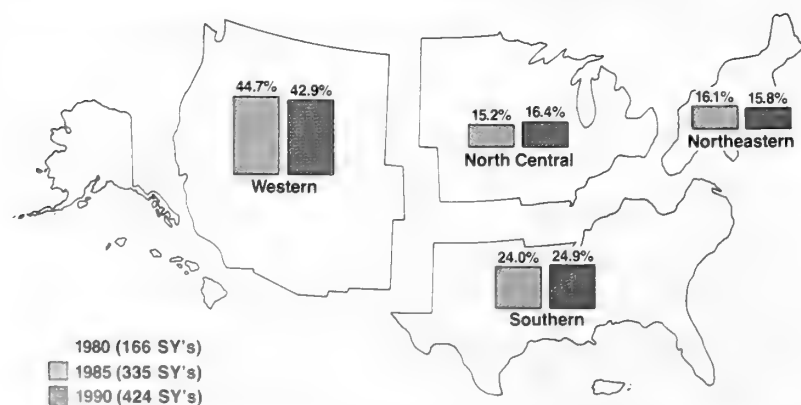 44.7% 42.9%
Western
15.2% 16.4%
North Central
16.1% 15.8%
Northeastern
24.0% 24.9%
Southern
1980 (166 SY's)
1985 (335 SY's)
1990 (424 SY's)